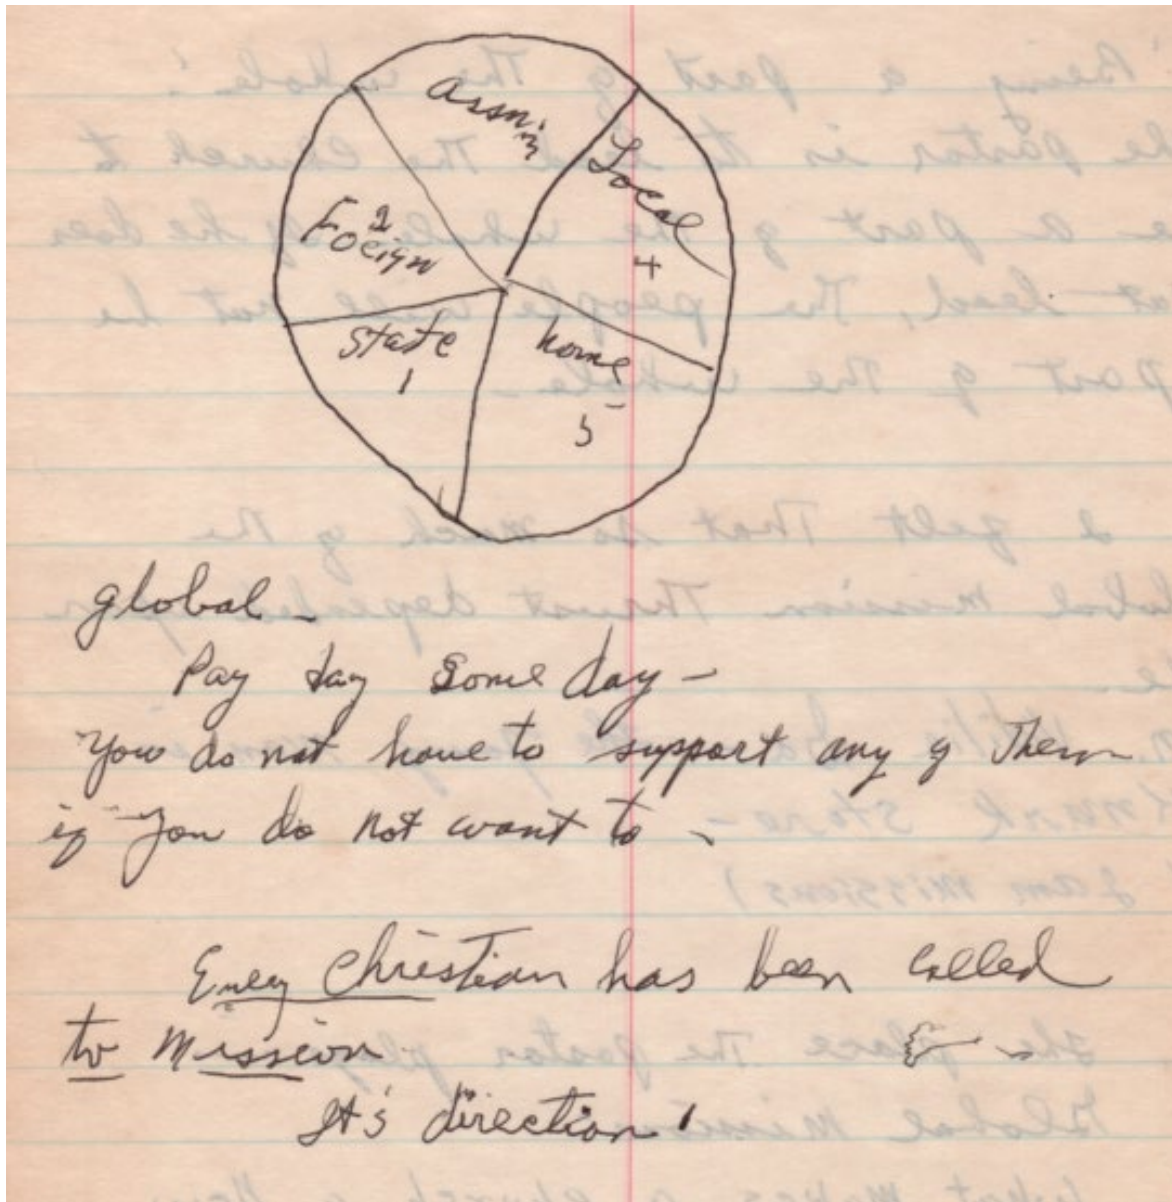 Assn.
3
Local
4
2
Foeign
State
1
home
5
global -
Pay day Some day -
You do not have to support any of Them
if you do not want to -
Every Christian has been called
to Mission
It's direction!